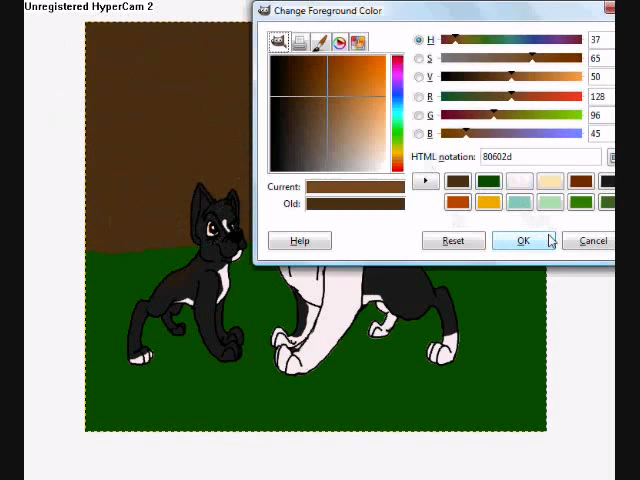 Unregistered HyperCam 2
Change Foreground Color
H 37
S 65
V 50
R 128
G 96
B 45
HTML notation: 80602d
Current:
Old:
Help Reset OK Cancel